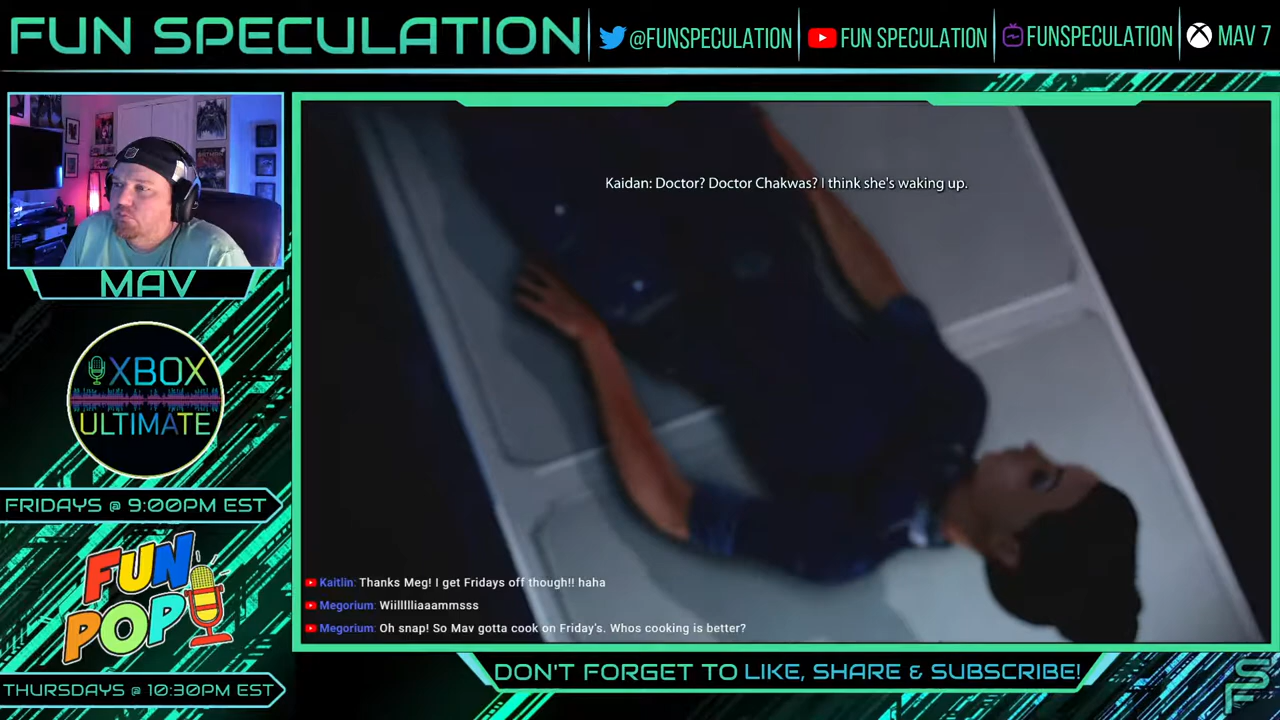 FUN SPECULATION
@FUNSPECULATION
FUN SPECULATION
FUNSPECULATION
MAV 7
Kaidan: Doctor? Doctor Chakwas? I think she's waking up.
MAV
XBOX
ULTIMATE
FRIDAYS @ 9:00PM EST
FUN
POP
THURSDAYS @ 10:30PM EST
Kaitlin: Thanks Meg! I get Fridays off though!! haha
Megorium: Wiilllliaaammsss
Megorium: Oh snap! So Mav gotta cook on Friday's. Whos cooking is better?
DON'T FORGET TO LIKE, SHARE & SUBSCRIBE!
SF